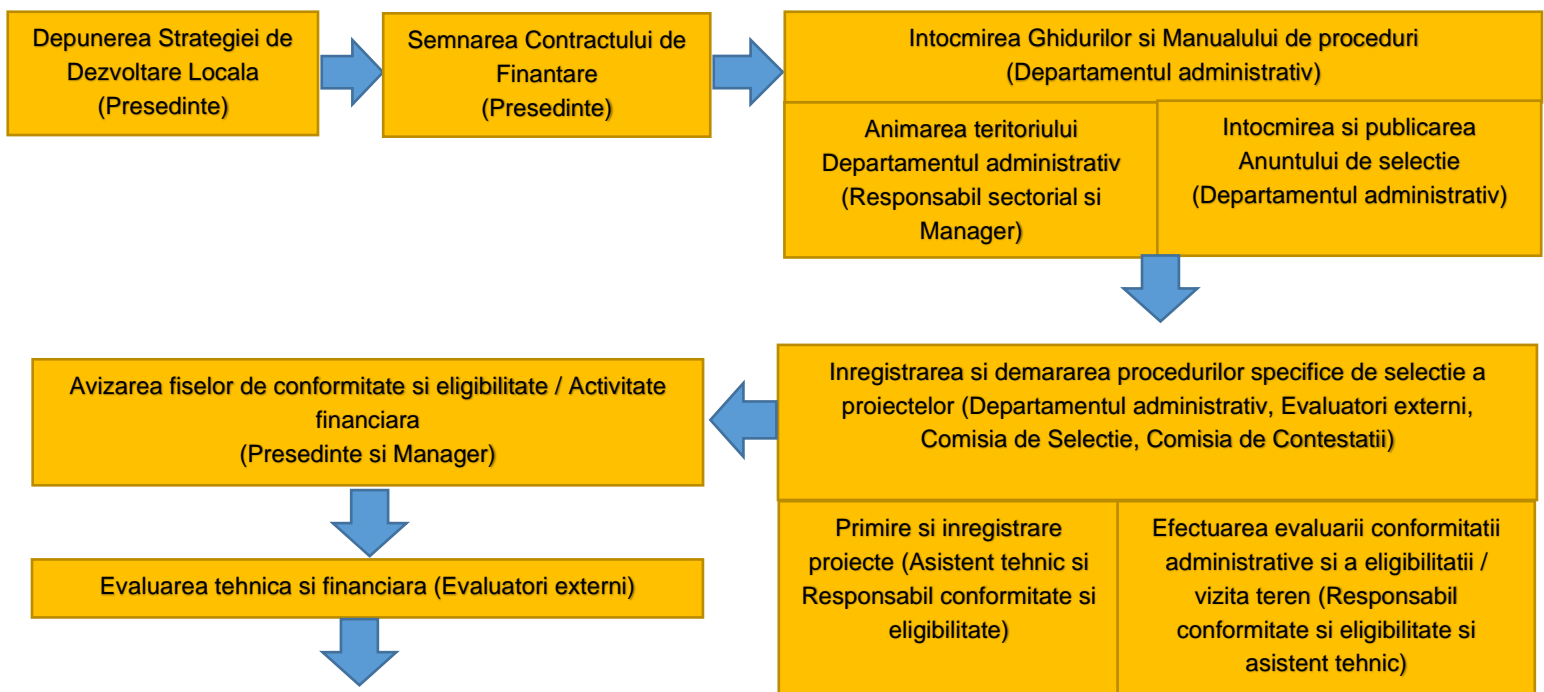 Depunerea Strategiei de
Dezvoltare Locala
(Presedinte)
Semnarea Contractului de
Finantare
(Presedinte)
Intocmirea Ghidurilor si Manualului de proceduri
(Departamentul administrativ)
Animarea teritoriului
Departamentul administrativ
(Responsabil sectorial si
Manager)
Intocmirea si publicarea
Anuntului de selectie
(Departamentul administrativ)
Inregistrarea si demararea procedurilor specifice de selectie a
proiectelor (Departamentul administrativ, Evaluatori externi,
Comisia de Selectie, Comisia de Contestatii)
Primire si inregistrare
proiecte (Asistent tehnic si
Responsabil conformitate si
eligibilitate)
Efectuarea evaluarii conformitatii
administrative si a eligibilitatii /
vizita teren (Responsabil
conformitate si eligibilitate si
asistent tehnic)
Avizarea fiselor de conformitate si eligibilitate / Activitate
financiara
(Presedinte si Manager)
Evaluarea tehnica si financiara (Evaluatori externi)